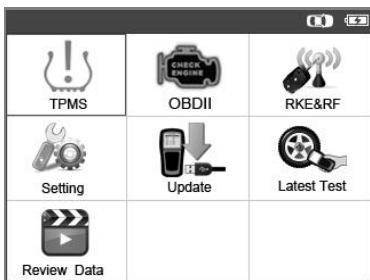 CHECK
ENGINE
TPMS
OBDII
RKE&RF
Setting
Update
Latest Test
Review Data